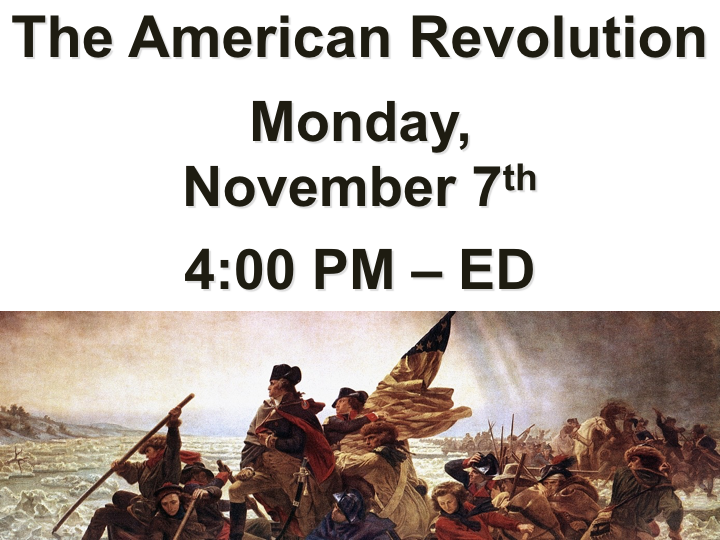 The American Revolution
Monday,
November 7th
4:00 PM – ED